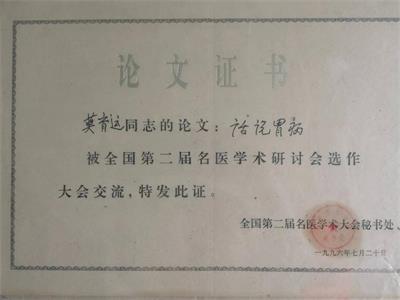 论文证书
莫育运同志的论文：话说胃病
被全国第二届名医学术研讨会选作
大会交流，特发此证。
全国第二届名医学术大会秘书处、
一九九六年七月二十日